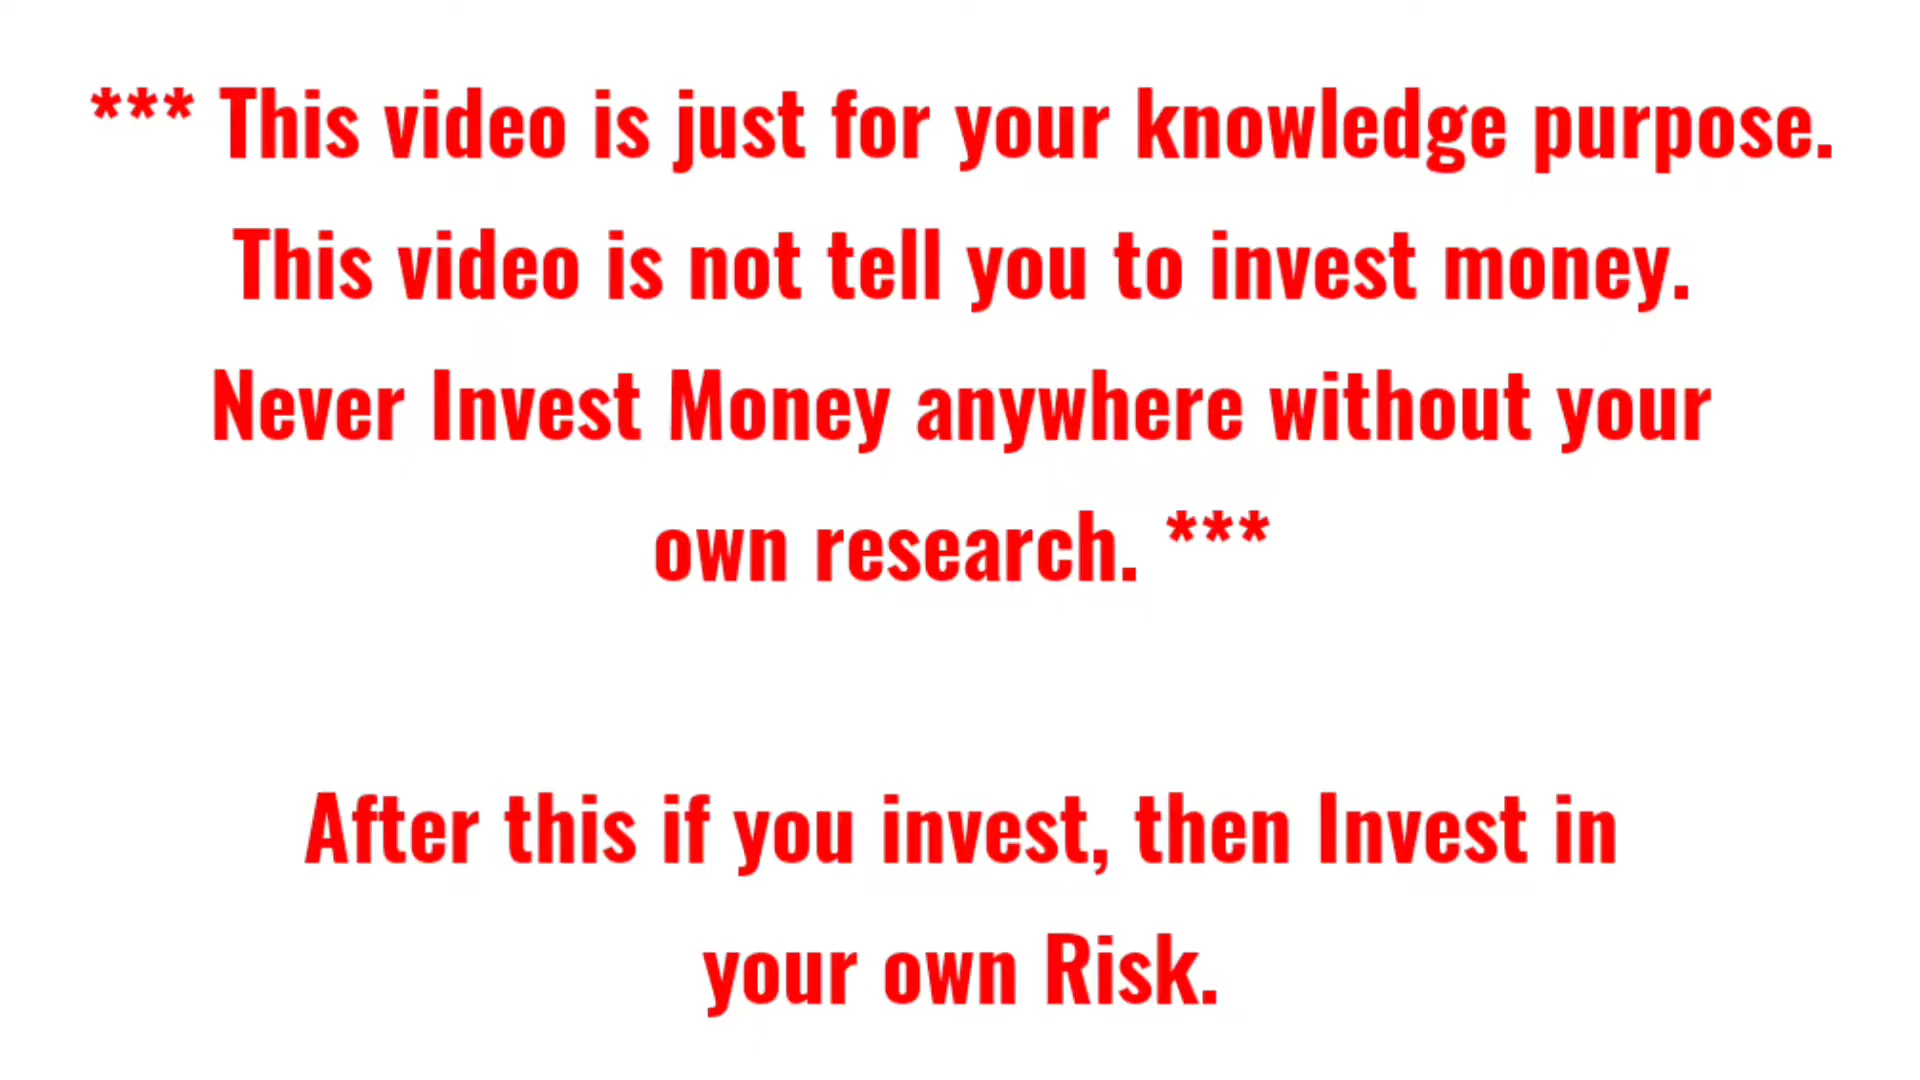 *** This video is just for your knowledge purpose.
This video is not tell you to invest money.
Never Invest Money anywhere without your
own research. ***
After this if you invest, then Invest in
your own Risk.